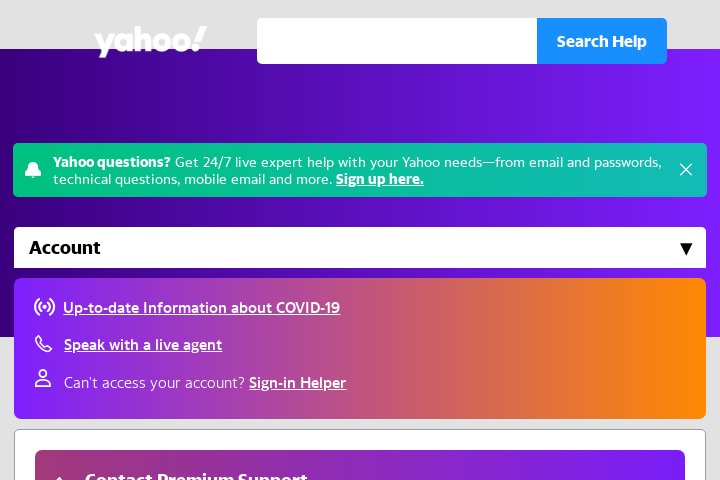 yahoo!
Search Help
Yahoo questions? Get 24/7 live expert help with your Yahoo needs—from email and passwords,
technical questions, mobile email and more. Sign up here.
Account
Up-to-date Information about COVID-19
Speak with a live agent
Can't access your account? Sign-in Helper
Contact Premium Support